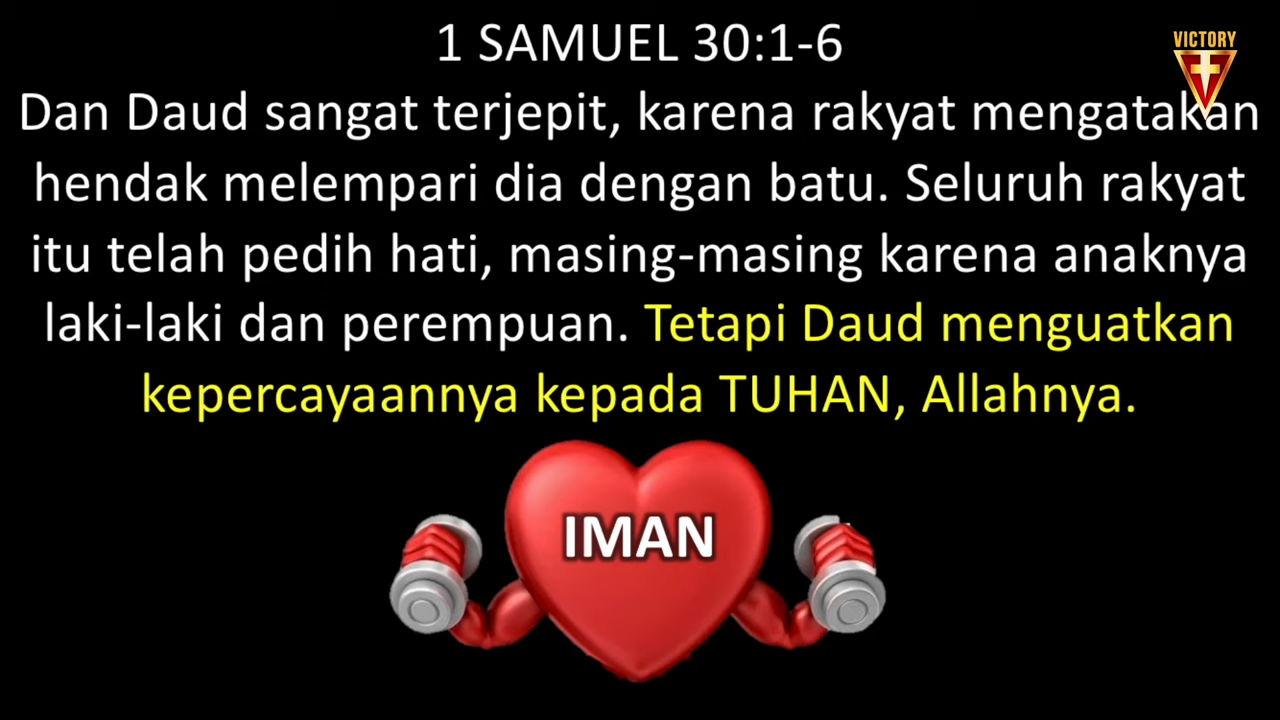 1 SAMUEL 30:1-6
VICTORY
Dan Daud sangat terjepit, karena rakyat mengatakan
hendak melempari dia dengan batu. Seluruh rakyat
itu telah pedih hati, masing-masing karena anaknya
laki-laki dan perempuan. Tetapi Daud menguatkan
kepercayaannya kepada TUHAN, Allahnya.
IMAN